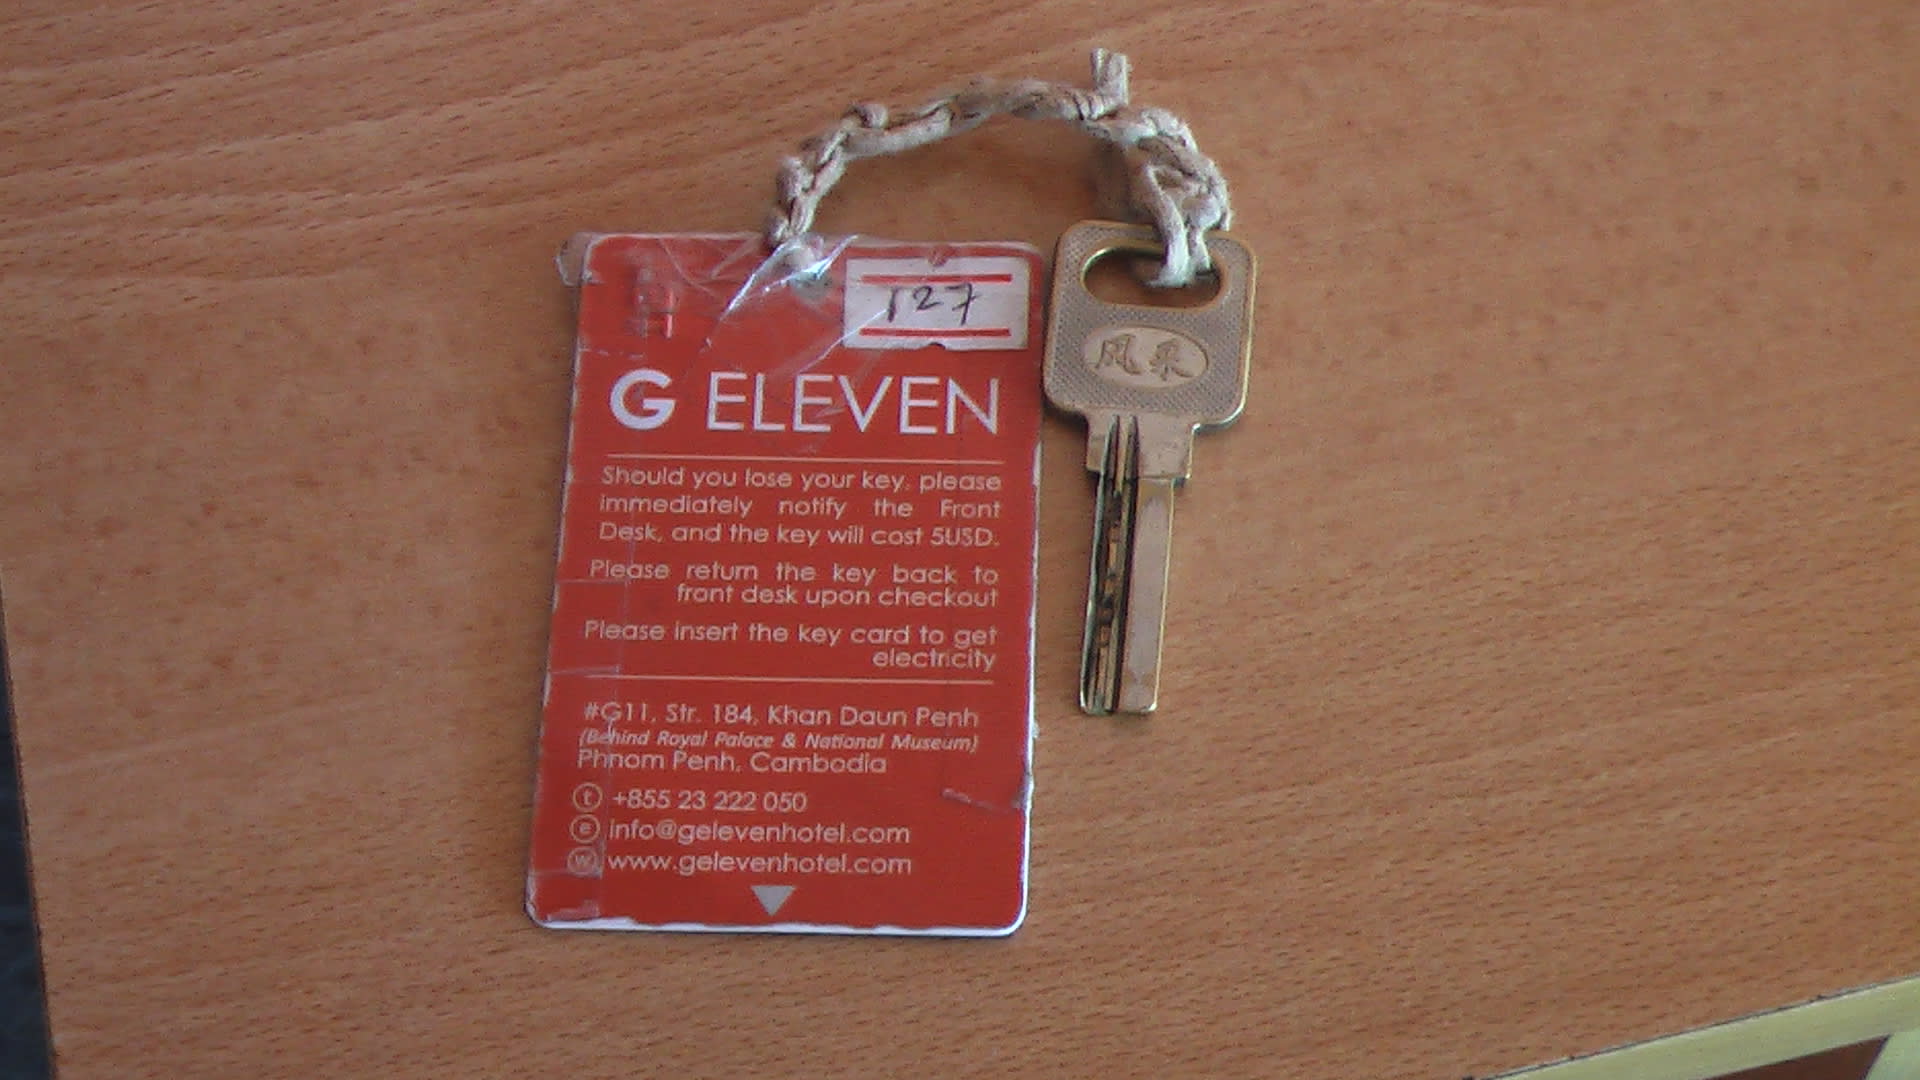 127
G ELEVEN
Should you lose your key, please
immediately notify the Front
Desk, and the key will cost 5USD.
Please return the key back to
front desk upon checkout
Please insert the key card to get
electricity
#G11, Str. 184, Khan Daun Penh
(Behind Royal Palace & National Museum)
Phnom Penh, Cambodia
t +855 23 222 050
e info@gelevenhotel.com
w www.gelevenhotel.com
风采